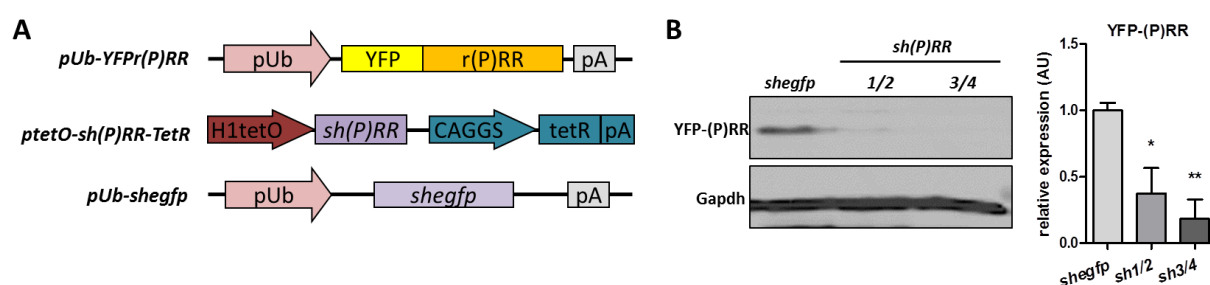 A
pUb-YFPr(P)RR
pUb
YFP
r(P)RR
pA
ptetO-sh(P)RR-TetR
H1tetO
sh(P)RR
CAGGS
tetR
pA
pUb-shegfp
pUb
shegfp
pA
B
sh(P)RR
shegfp
1/2
3/4
YFP-(P)RR
Gapdh
YFP-(P)RR
relative expression (AU)
1.5
1.0
0.5
0.0
*
**
shegfp
sh1/2
sh3/4